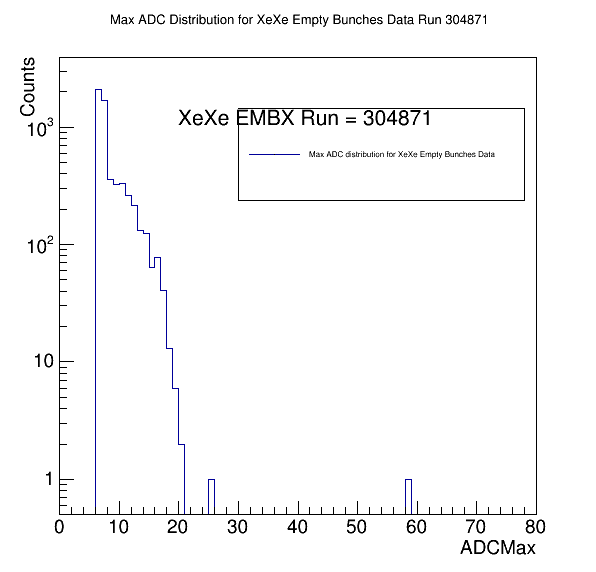 Max ADC Distribution for XeXe Empty Bunches Data Run 304871
Counts
XeXe EMBX Run = 304871
Max ADC distribution for XeXe Empty Bunches Data
10³
10²
10
1
0 10 20 30 40 50 60 70 80
ADCMax